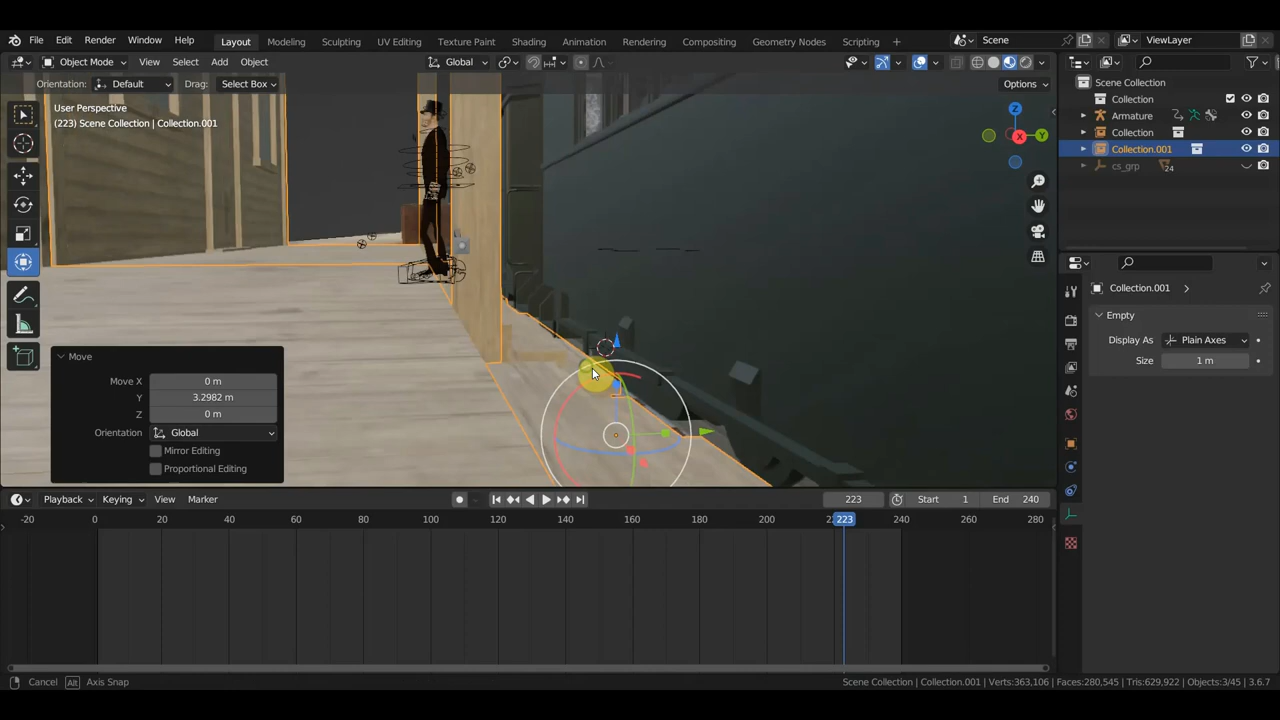 File Edit Render Window Help Layout Modeling Sculpting UV Editing Texture Paint Shading Animation Rendering Compositing Geometry Nodes Scripting + Scene ViewLayer
Object Mode View Select Add Object Global Options
Orientation: Default Drag: Select Box
User Perspective
(223) Scene Collection | Collection.001
Z
X
Y
Scene Collection
Collection
Armature
Collection
Collection.001
cs_grp 24
Collection.001
Empty
Display As Plain Axes
Size 1 m
Move
Move X 0 m
Y 3.2982 m
Z 0 m
Orientation Global
Mirror Editing
Proportional Editing
Playback Keying View Marker 223 Start 1 End 240
-20 0 20 40 60 80 100 120 140 160 180 200 223 240 260 280
Cancel Alt Axis Snap
Scene Collection | Collection.001 | Verts:363,106 | Faces:280,545 | Tris:629,922 | Objects:3/45 | 3.6.7